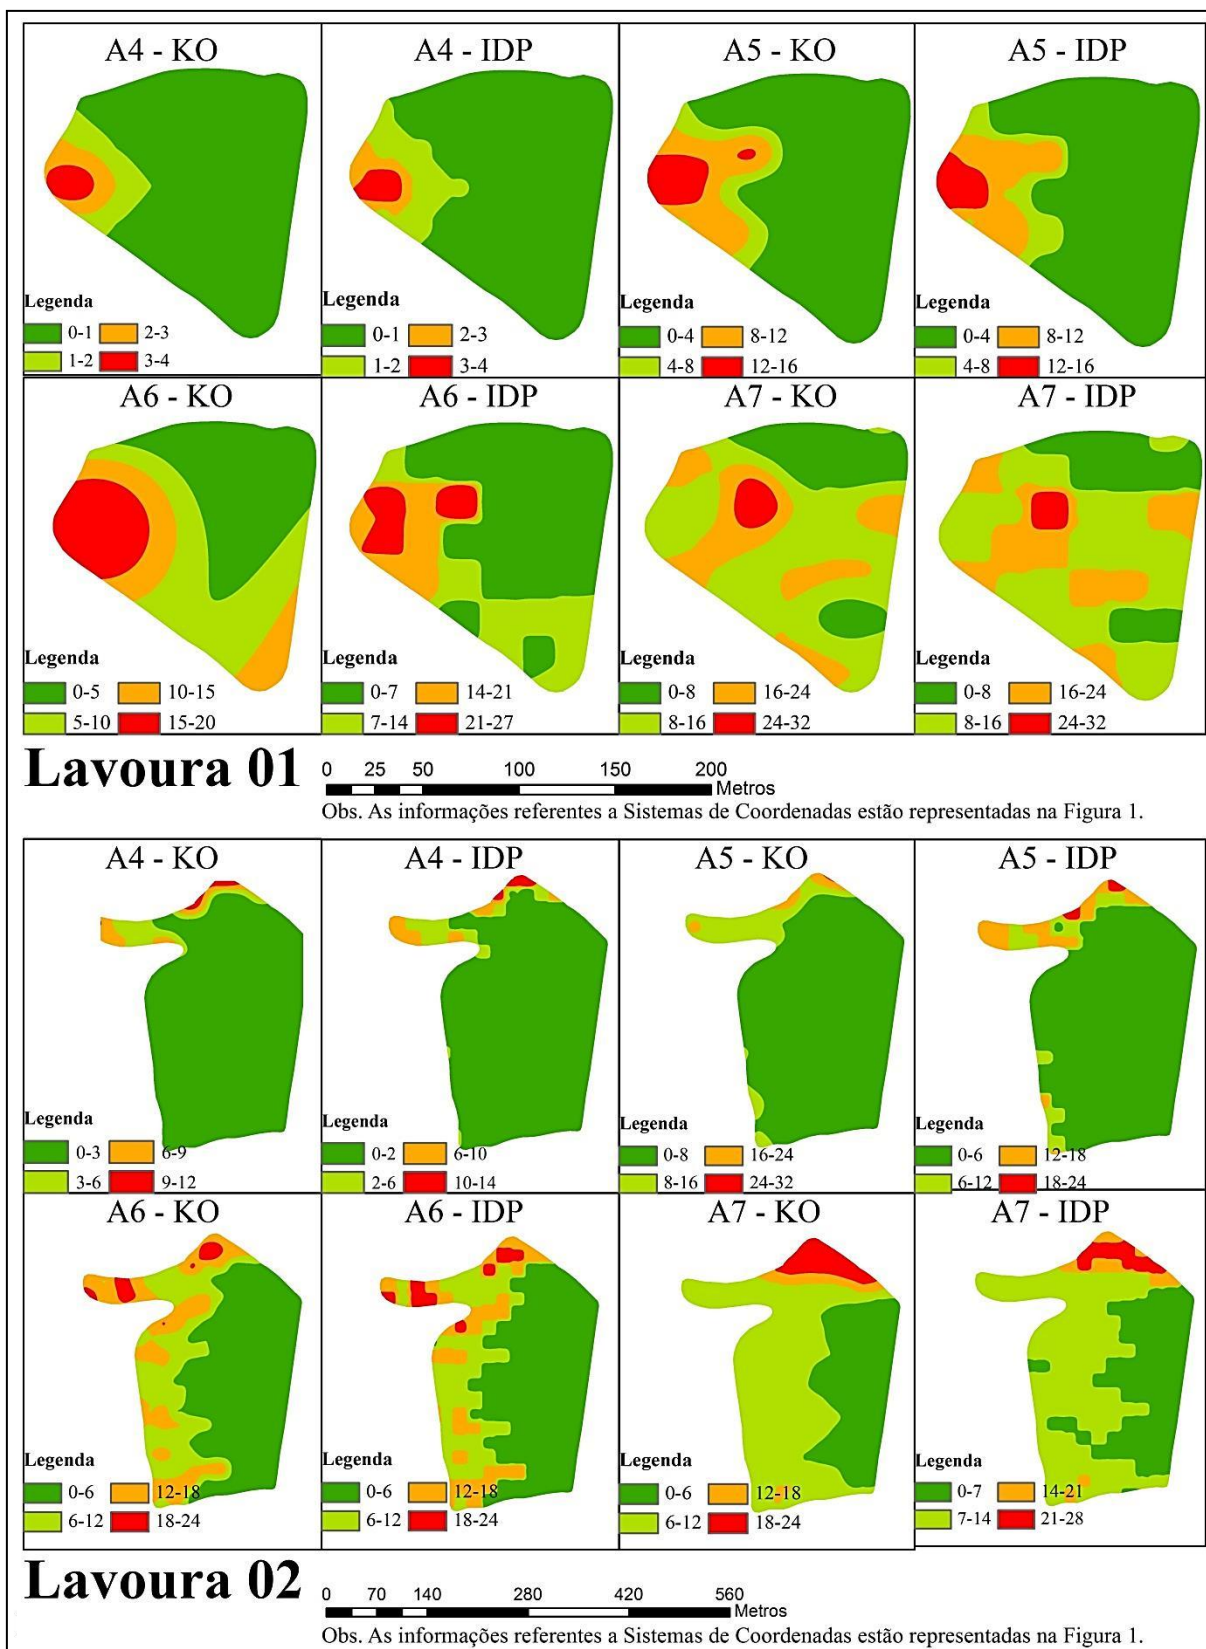 A4 - KO
A4 - IDP
A5 - KO
A5 - IDP
Legenda
0-1 2-3
1-2 3-4
Legenda
0-1 2-3
1-2 3-4
Legenda
0-4 8-12
4-8 12-16
Legenda
0-4 8-12
4-8 12-16
A6 - KO
A6 - IDP
A7 - KO
A7 - IDP
Legenda
0-5 10-15
5-10 15-20
Legenda
0-7 14-21
7-14 21-27
Legenda
0-8 16-24
8-16 24-32
Legenda
0-8 16-24
8-16 24-32
Lavoura 01
0 25 50 100 150 200
Metros
Obs. As informações referentes a Sistemas de Coordenadas estão representadas na Figura 1.
A4 - KO
A4 - IDP
A5 - KO
A5 - IDP
Legenda
0-3 6-9
3-6 9-12
Legenda
0-2 6-10
2-6 10-14
Legenda
0-8 16-24
8-16 24-32
Legenda
0-6 12-18
6-12 18-24
A6 - KO
A6 - IDP
A7 - KO
A7 - IDP
Legenda
0-6 12-18
6-12 18-24
Legenda
0-6 12-18
6-12 18-24
Legenda
0-6 12-18
6-12 18-24
Legenda
0-7 14-21
7-14 21-28
Lavoura 02
0 70 140 280 420 560
Metros
Obs. As informações referentes a Sistemas de Coordenadas estão representadas na Figura 1.